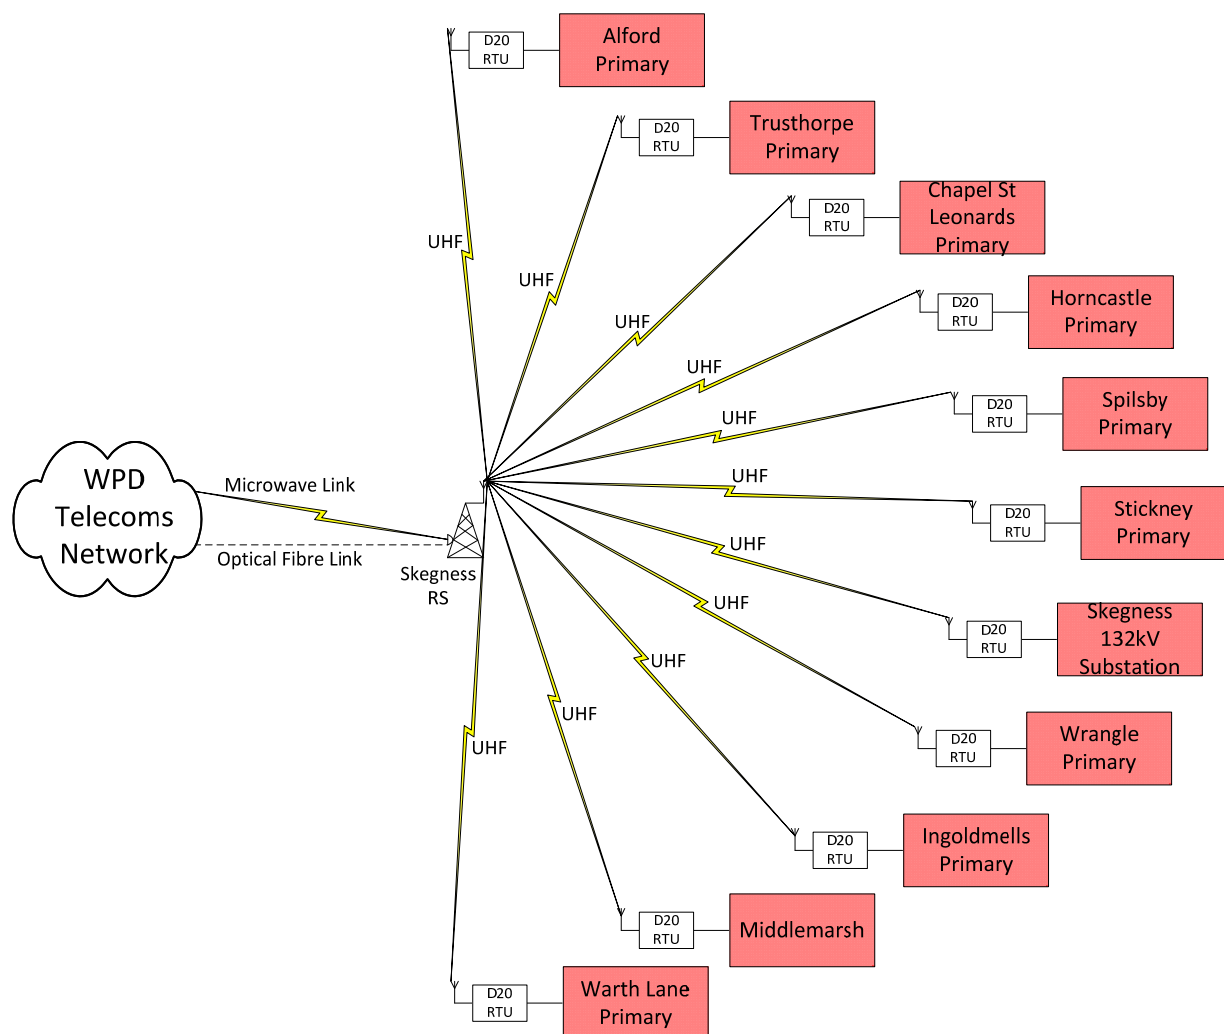 D20
RTU
Alford
Primary
D20
RTU
Trusthorpe
Primary
D20
RTU
Chapel St
Leonards
Primary
UHF
UHF
D20
RTU
Horncastle
Primary
UHF
UHF
D20
RTU
Spilsby
Primary
UHF
WPD
Telecoms
Network
Microwave Link
Optical Fibre Link
Skegness
RS
UHF
D20
RTU
Stickney
Primary
UHF
D20
RTU
Skegness
132kV
Substation
UHF
D20
RTU
Wrangle
Primary
UHF
D20
RTU
Ingoldmells
Primary
UHF
D20
RTU
Middlemarsh
UHF
D20
RTU
Warth Lane
Primary